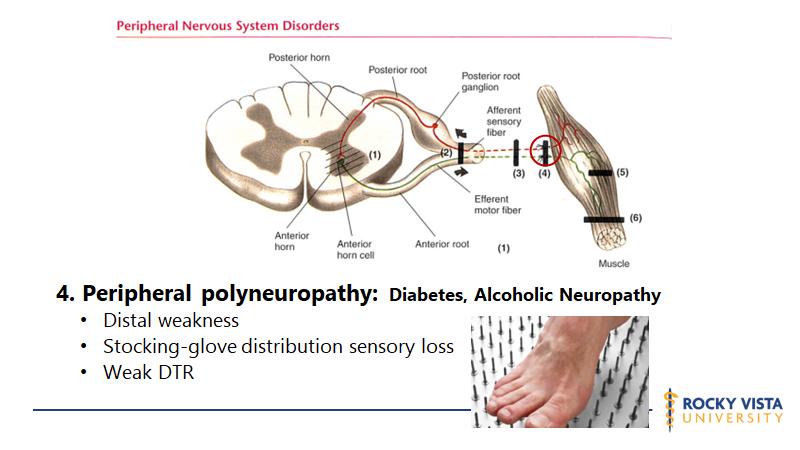 Peripheral Nervous System Disorders
Posterior horn
Posterior root
Posterior root
ganglion
Afferent
sensory
fiber
(1)
(2)
(3)
(4)
(5)
(6)
Efferent
motor fiber
Anterior
horn
Anterior
horn cell
Anterior root
(1)
Muscle
4. Peripheral polyneuropathy: Diabetes, Alcoholic Neuropathy
• Distal weakness
• Stocking-glove distribution sensory loss
• Weak DTR
ROCKY VISTA
UNIVERSITY